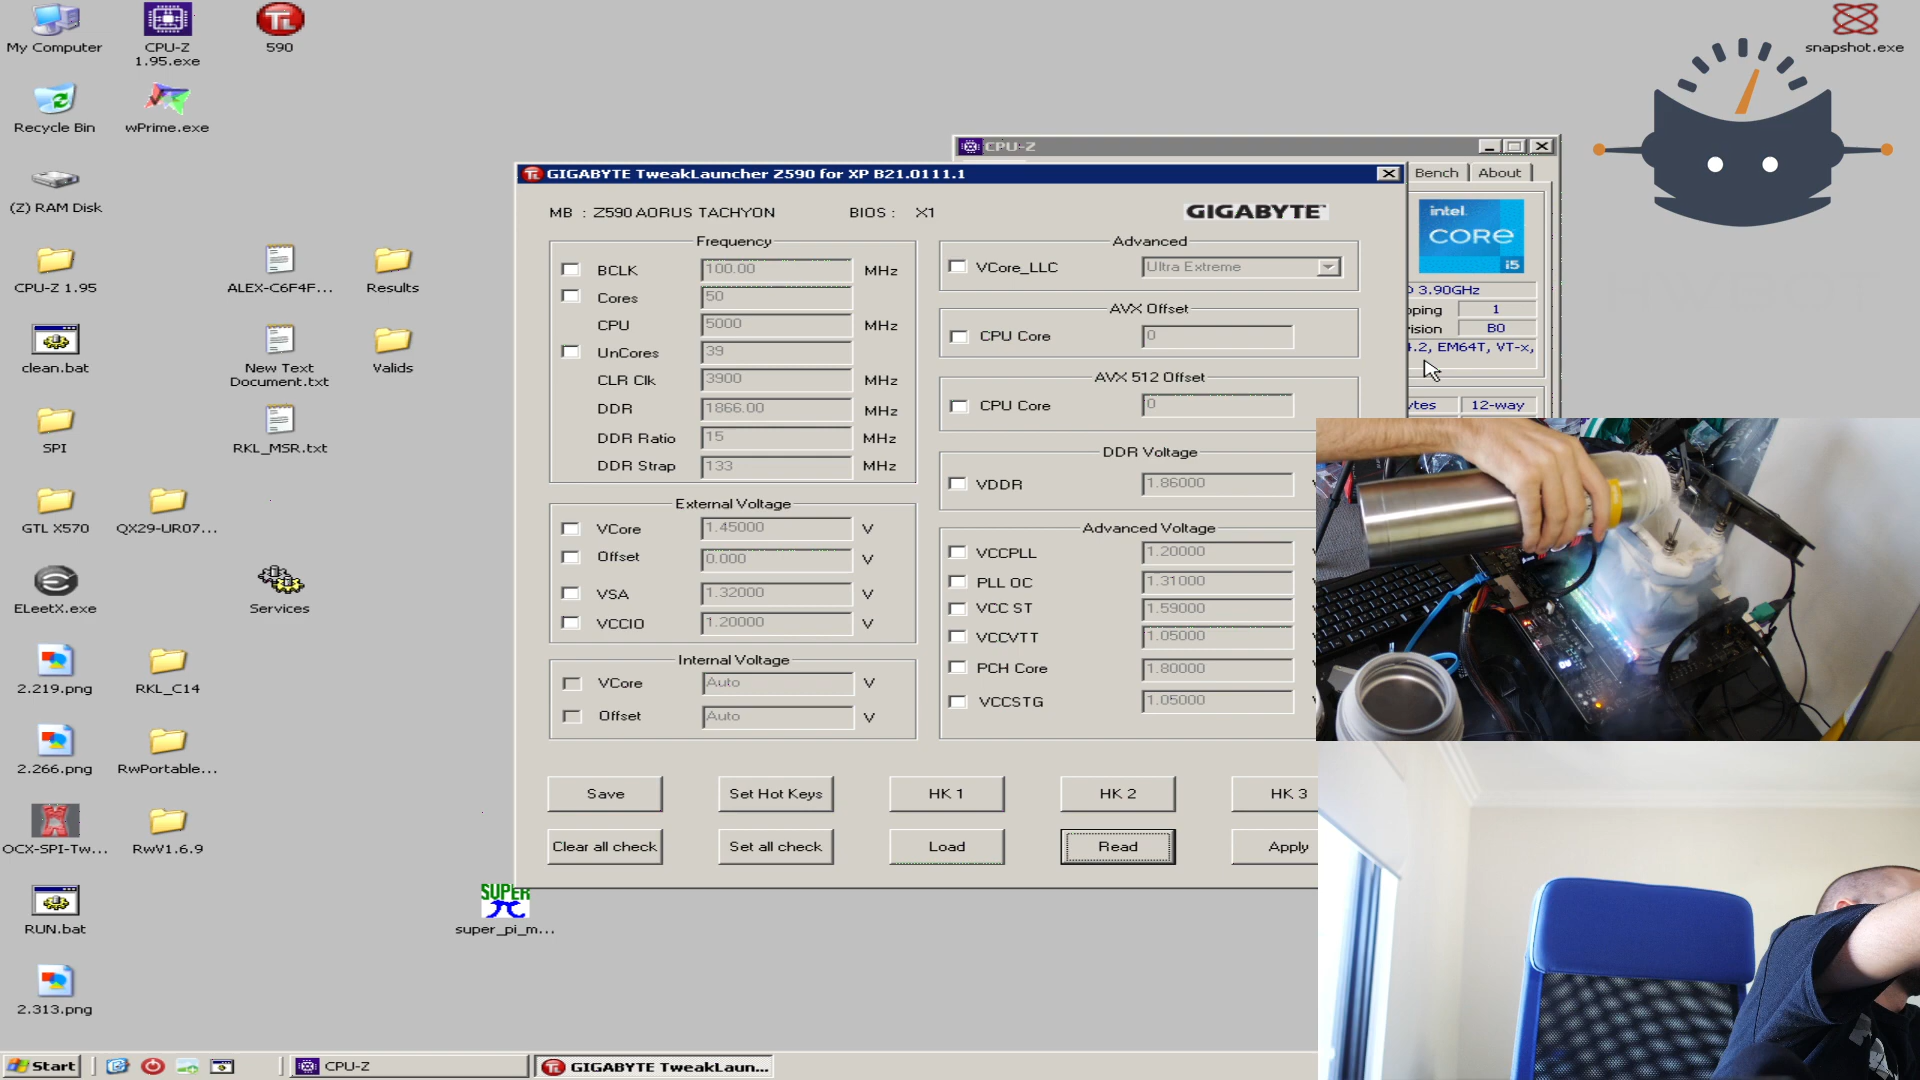 My Computer
CPU-Z
1.95.exe
590
snapshot.exe
Recycle Bin
wPrime.exe
(Z) RAM Disk
CPU-Z 1.95
ALEX-C6F4F...
Results
clean.bat
New Text
Document.txt
Valids
SPI
RKL_MSR.txt
GTL X570
QX29-UR07...
ELeetX.exe
Services
2.219.png
RKL_C14
2.266.png
RwPortable...
OCX-SPI-Tw...
RwV1.6.9
RUN.bat
SUPER
super_pi_m...
2.313.png
CPU-Z
Bench
About
intel
CORE
i5
3.90GHz
1
B0
EM64T, VT-x,
12-way
GIGABYTE TweakLauncher Z590 for XP B21.0111.1
MB : Z590 AORUS TACHYON
BIOS : X1
GIGABYTE
Frequency
BCLK 100.00 MHz
Cores 50
CPU 5000 MHz
UnCores 39
CLR Clk 3900 MHz
DDR 1866.00 MHz
DDR Ratio 15 MHz
DDR Strap 133 MHz
External Voltage
VCore 1.45000 V
Offset 0.000 V
VSA 1.32000 V
VCCIO 1.20000 V
Internal Voltage
VCore Auto V
Offset Auto V
Advanced
VCore_LLC Ultra Extreme
AVX Offset
CPU Core 0
AVX 512 Offset
CPU Core 0
DDR Voltage
VDDR 1.86000
Advanced Voltage
VCCPLL 1.20000
PLL OC 1.31000
VCC ST 1.59000
VCCVTT 1.05000
PCH Core 1.80000
VCCSTG 1.05000
Save
Set Hot Keys
HK 1
HK 2
HK 3
Clear all check
Set all check
Load
Read
Apply
Start
CPU-Z
GIGABYTE TweakLaun...